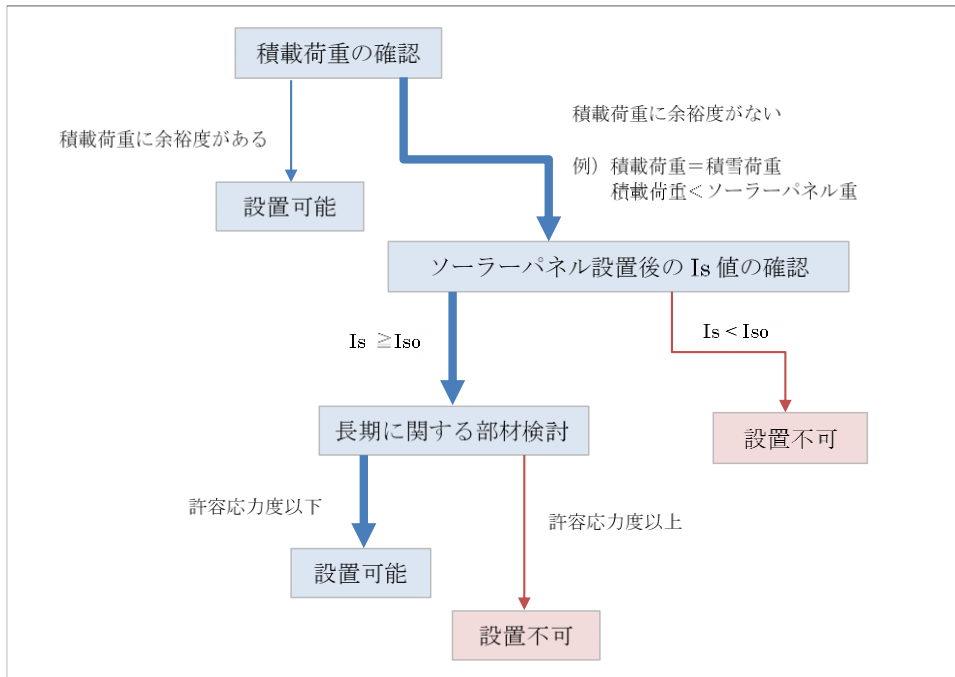 積載荷重の確認
積載荷重に余裕度がない
積載荷重に余裕度がある
例）積載荷重＝積雪荷重
積載荷重＜ソーラーパネル重
設置可能
ソーラーパネル設置後の Is 値の確認
Is ≧Iso
Is < Iso
長期に関する部材検討
設置不可
許容応力度以下
許容応力度以上
設置可能
設置不可